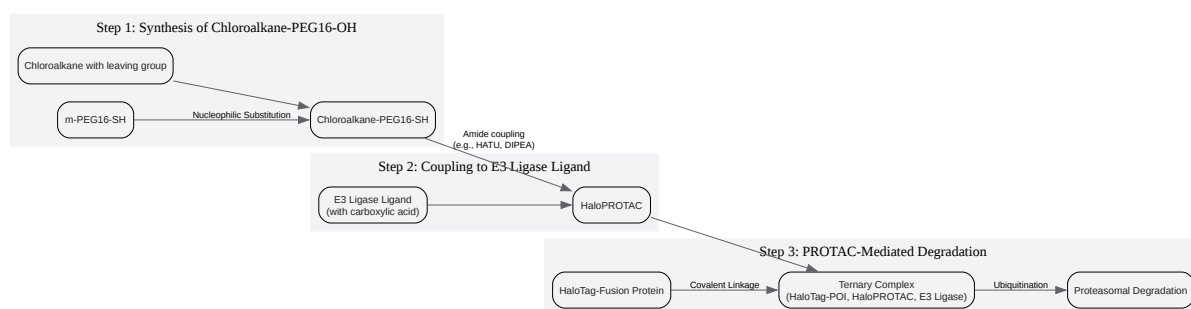 Step 1: Synthesis of Chloroalkane-PEG16-OH
Chloroalkane with leaving group
m-PEG16-SH
Nucleophilic Substitution
Chloroalkane-PEG16-SH
Amide coupling
(e.g., HATU, DIPEA)
Step 2: Coupling to E3 Ligase Ligand
E3 Ligase Ligand
(with carboxylic acid)
HaloPROTAC
Step 3: PROTAC-Mediated Degradation
HaloTag-Fusion Protein
Covalent Linkage
Ternary Complex
(HaloTag-POI, HaloPROTAC, E3 Ligase)
Ubiquitination
Proteasomal Degradation